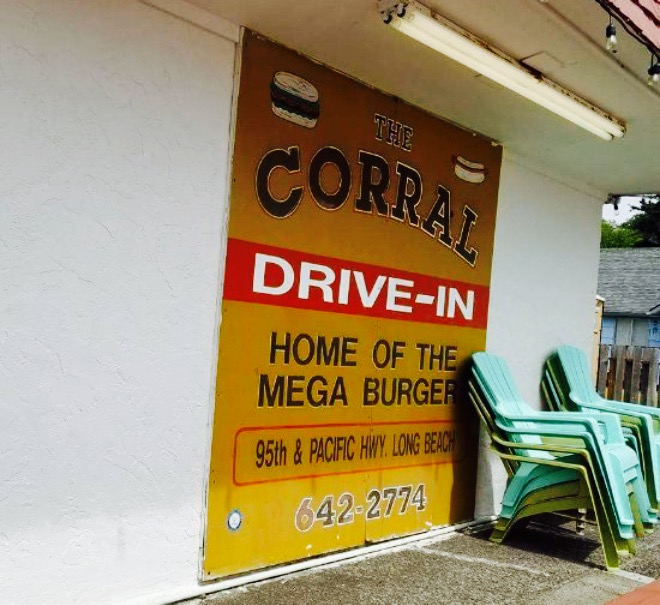 THE
CORRAL
DRIVE-IN
HOME OF THE
MEGA BURGER
95th & PACIFIC HWY. LONG BEACH
642-2774